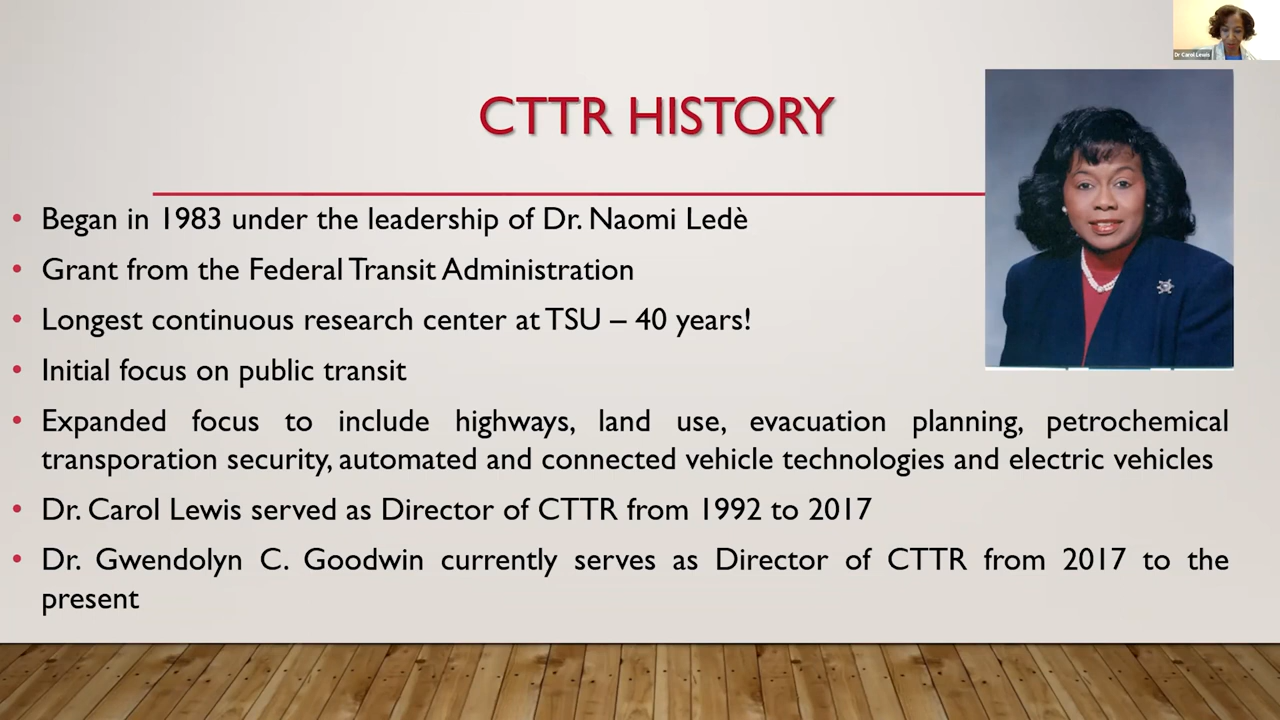 Dr Carol Lewis
CTTR HISTORY
• Began in 1983 under the leadership of Dr. Naomi Ledè
• Grant from the Federal Transit Administration
• Longest continuous research center at TSU – 40 years!
• Initial focus on public transit
• Expanded focus to include highways, land use, evacuation planning, petrochemical
transporation security, automated and connected vehicle technologies and electric vehicles
• Dr. Carol Lewis served as Director of CTTR from 1992 to 2017
• Dr. Gwendolyn C. Goodwin currently serves as Director of CTTR from 2017 to the
present